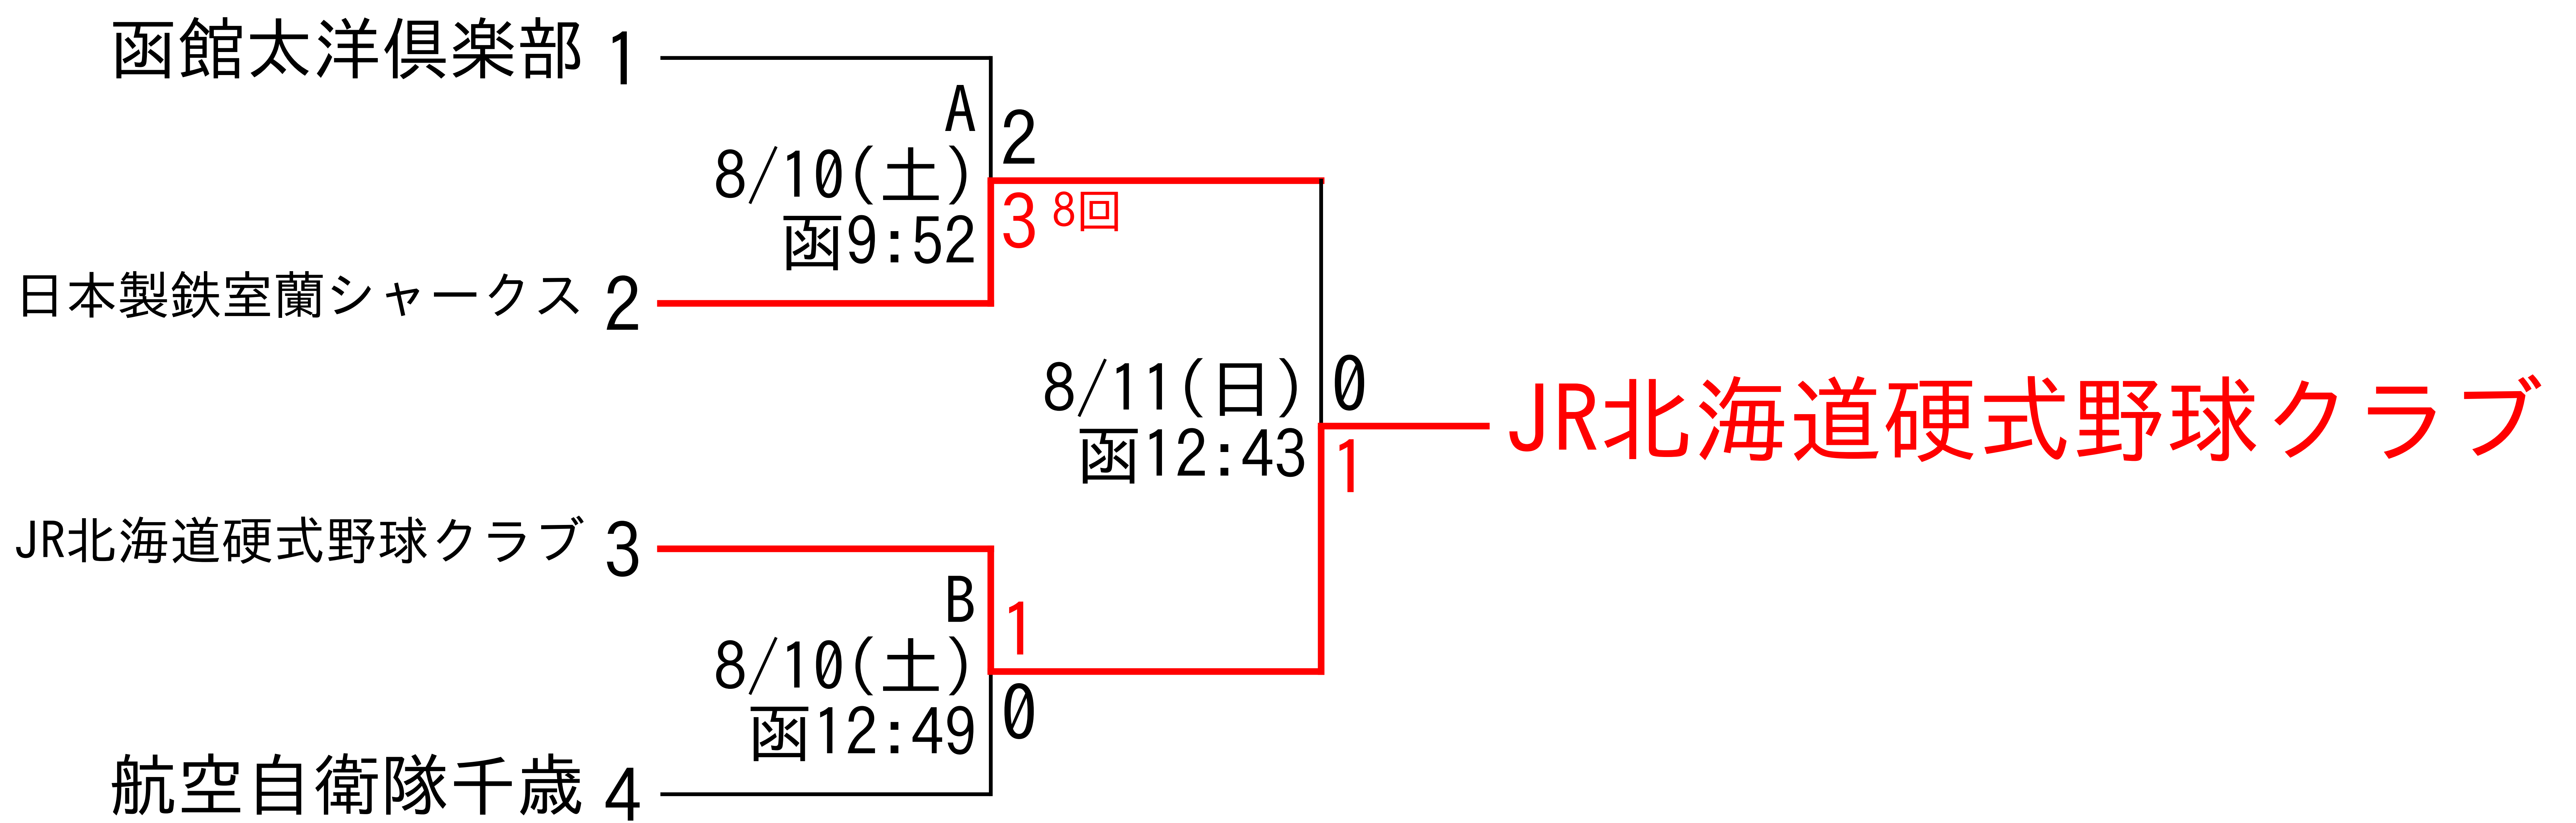 函館太洋倶楽部 1
A
2
8/10(土)
函9:52
3 8回
日本製鉄室蘭シャークス 2
8/11(日)
0
函12:43
1
JR北海道硬式野球クラブ
JR北海道硬式野球クラブ 3
B
1
8/10(土)
函12:49
0
航空自衛隊千歳 4